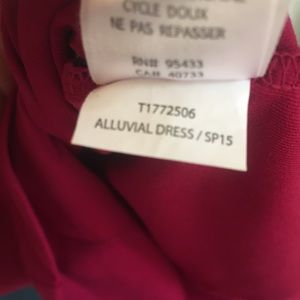 CYCLE DOUX
NE PAS REPASSER
RN# 95433
CA# 40733
T1772506
ALLUVIAL DRESS / SP15